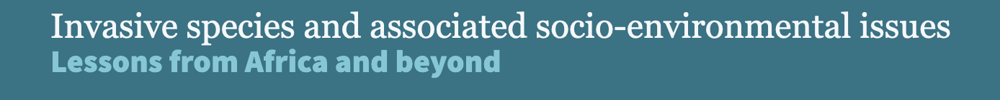 Invasive species and associated socio-environmental issues
Lessons from Africa and beyond